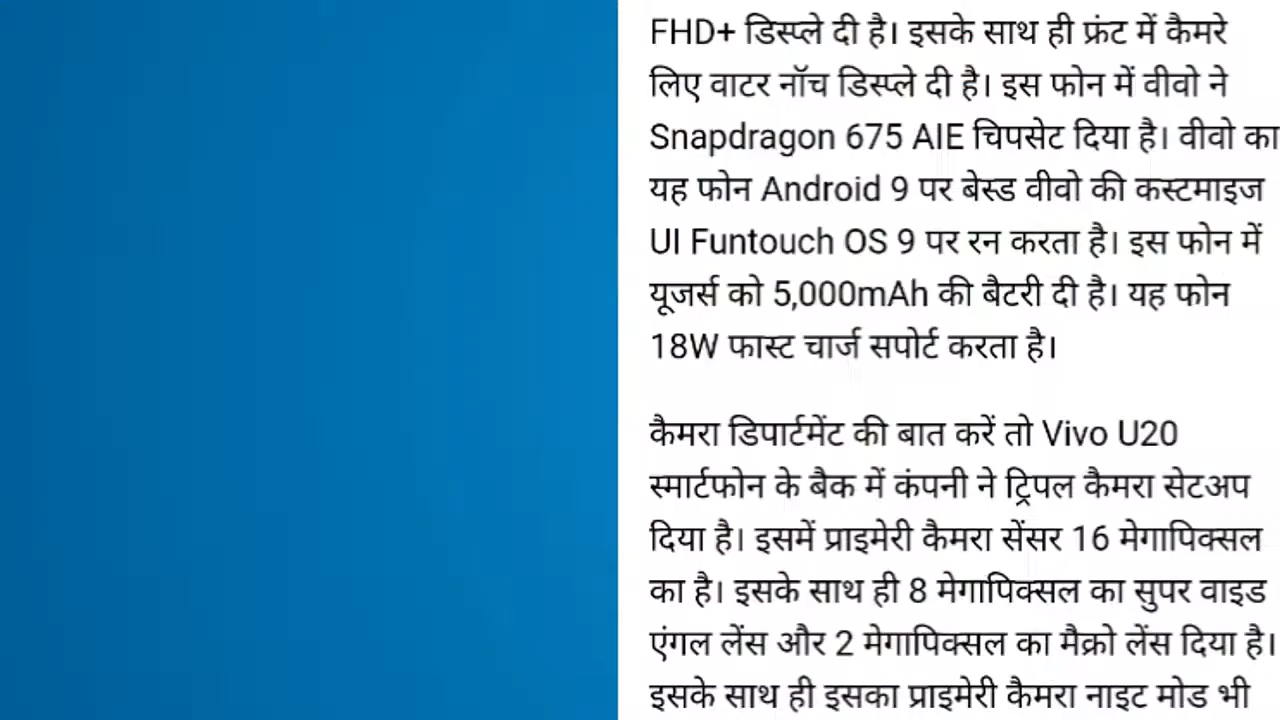 FHD+ डिस्प्ले दी है। इसके साथ ही फ्रंट में कैमरे
लिए वाटर नॉच डिस्प्ले दी है। इस फोन में वीवो ने
Snapdragon 675 AIE चिपसेट दिया है। वीवो का
यह फोन Android 9 पर बेस्ड वीवो की कस्टमाइज
UI Funtouch OS 9 पर रन करता है। इस फोन में
यूजर्स को 5,000mAh की बैटरी दी है। यह फोन
18W फास्ट चार्ज सपोर्ट करता है।
कैमरा डिपार्टमेंट की बात करें तो Vivo U20
स्मार्टफोन के बैक में कंपनी ने ट्रिपल कैमरा सेटअप
दिया है। इसमें प्राइमेरी कैमरा सेंसर 16 मेगापिक्सल
का है। इसके साथ ही 8 मेगापिक्सल का सुपर वाइड
एंगल लेंस और 2 मेगापिक्सल का मैक्रो लेंस दिया है।
इसके साथ ही इसका प्राइमेरी कैमरा नाइट मोड भी